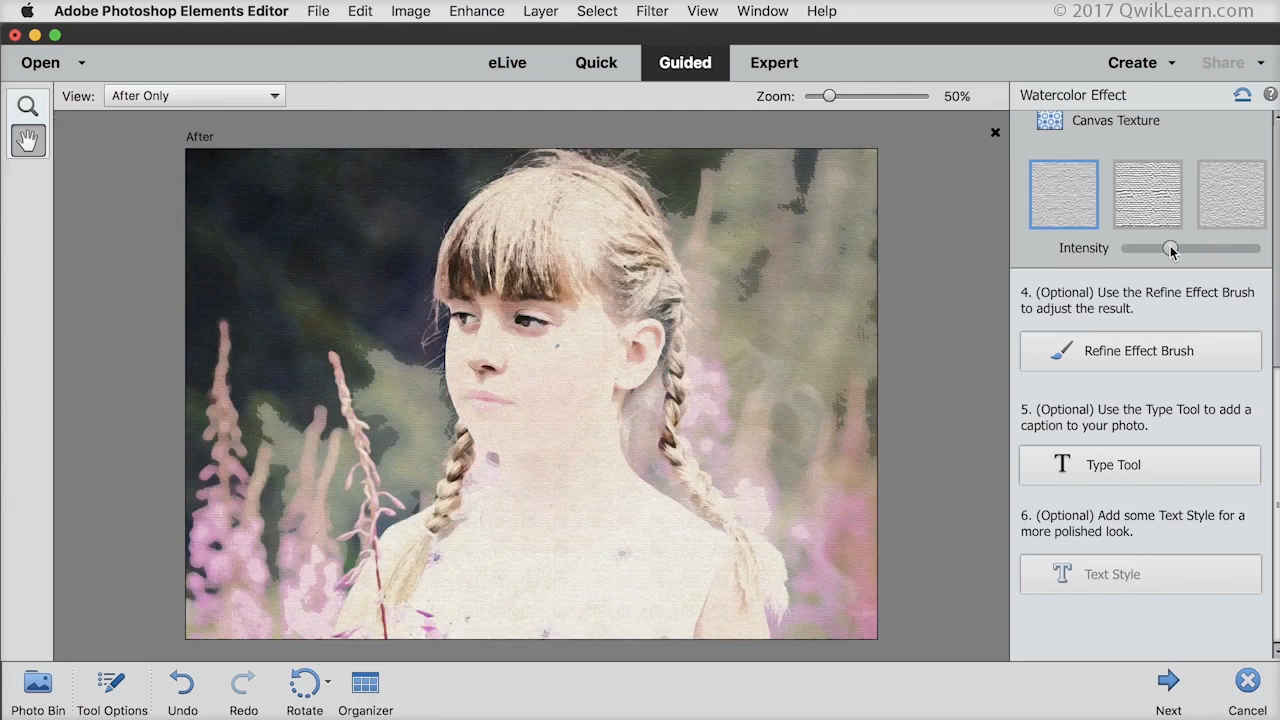 Adobe Photoshop Elements Editor File Edit Image Enhance Layer Select Filter View Window Help
© 2017 QwikLearn.com
Open eLive Quick Guided Expert Create Share
View: After Only Zoom: 50% Watercolor Effect
Canvas Texture
After
Intensity
4. (Optional) Use the Refine Effect Brush
to adjust the result.
Refine Effect Brush
5. (Optional) Use the Type Tool to add a
caption to your photo.
T Type Tool
6. (Optional) Add some Text Style for a
more polished look.
T Text Style
Photo Bin Tool Options Undo Redo Rotate Organizer Next Cancel